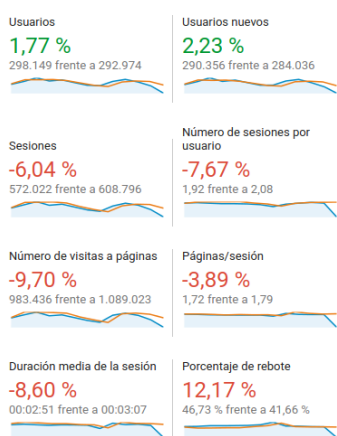 Usuarios
1,77 %
298.149 frente a 292.974
Usuarios nuevos
2,23 %
290.356 frente a 284.036
Sesiones
-6,04 %
572.022 frente a 608.796
Número de sesiones por
usuario
-7,67 %
1,92 frente a 2,08
Número de visitas a páginas
-9,70 %
983.436 frente a 1.089.023
Páginas/sesión
-3,89 %
1,72 frente a 1,79
Duración media de la sesión
-8,60 %
00:02:51 frente a 00:03:07
Porcentaje de rebote
12,17 %
46,73 % frente a 41,66 %